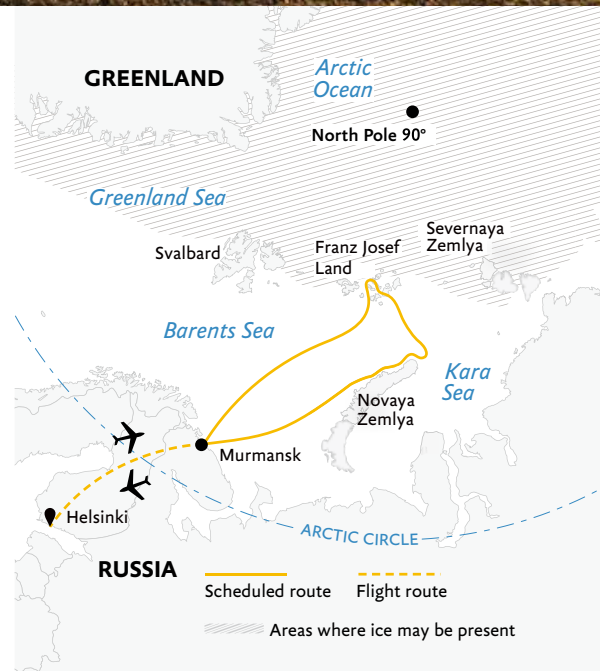 GREENLAND
Arctic
Ocean
North Pole 90°
Greenland Sea
Svalbard
Franz Josef
Land
Severnaya
Zemlya
Barents Sea
Kara
Sea
Novaya
Zemlya
Murmansk
Helsinki
ARCTIC CIRCLE
RUSSIA
Scheduled route
Flight route
Areas where ice may be present